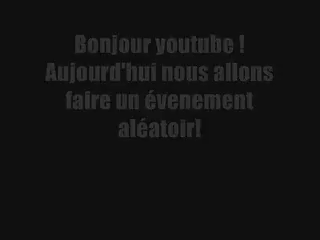 Bonjour youtube !
Aujourd'hui nous allons
faire un évenement
aléatoir!